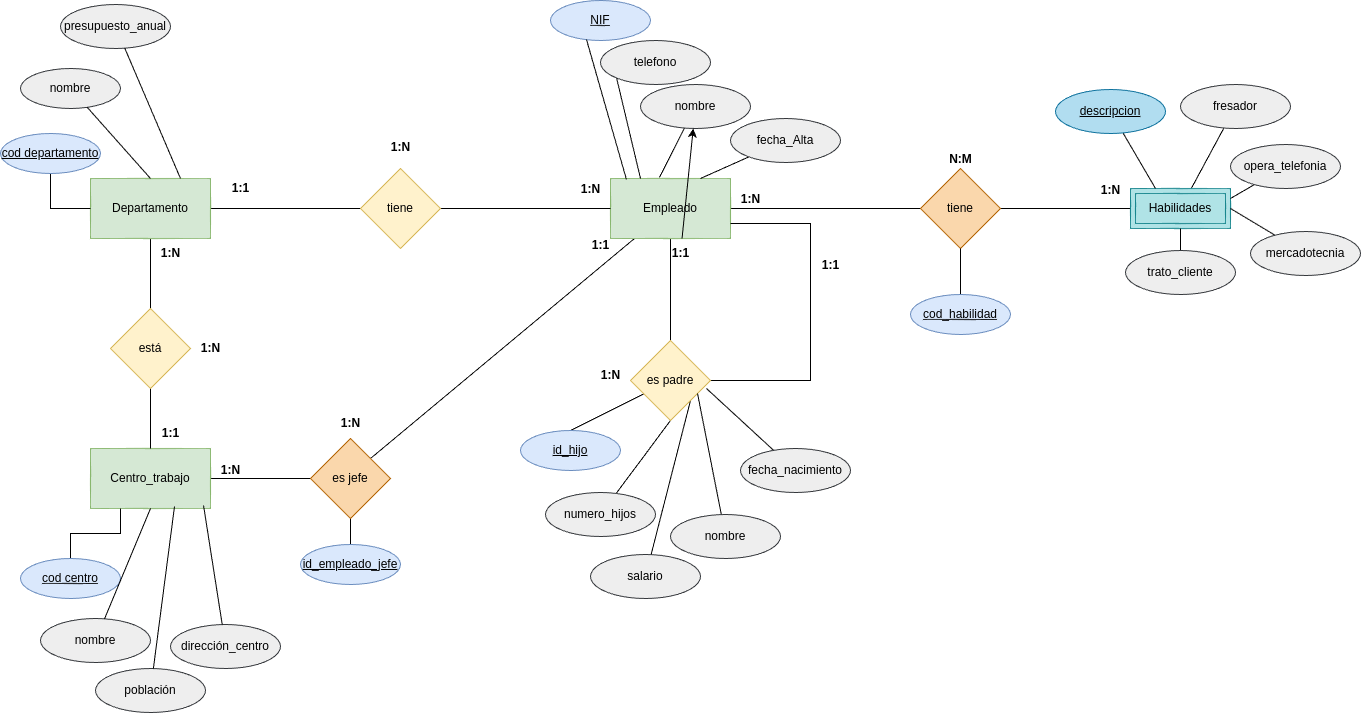 presupuesto_anual
nombre
cod departamento
Departamento
1:1
1:N
tiene
1:N
NIF
telefono
nombre
fecha_Alta
Empleado
1:N
N:M
tiene
1:N
descripcion
fresador
opera_telefonia
Habilidades
mercadotecnia
trato_cliente
cod_habilidad
1:N
está
1:N
1:1
1:1
1:1
1:1
1:N
es padre
id_hijo
fecha_nacimiento
numero_hijos
nombre
salario
Centro_trabajo
1:N
1:N
es jefe
id_empleado_jefe
cod centro
nombre
dirección_centro
población